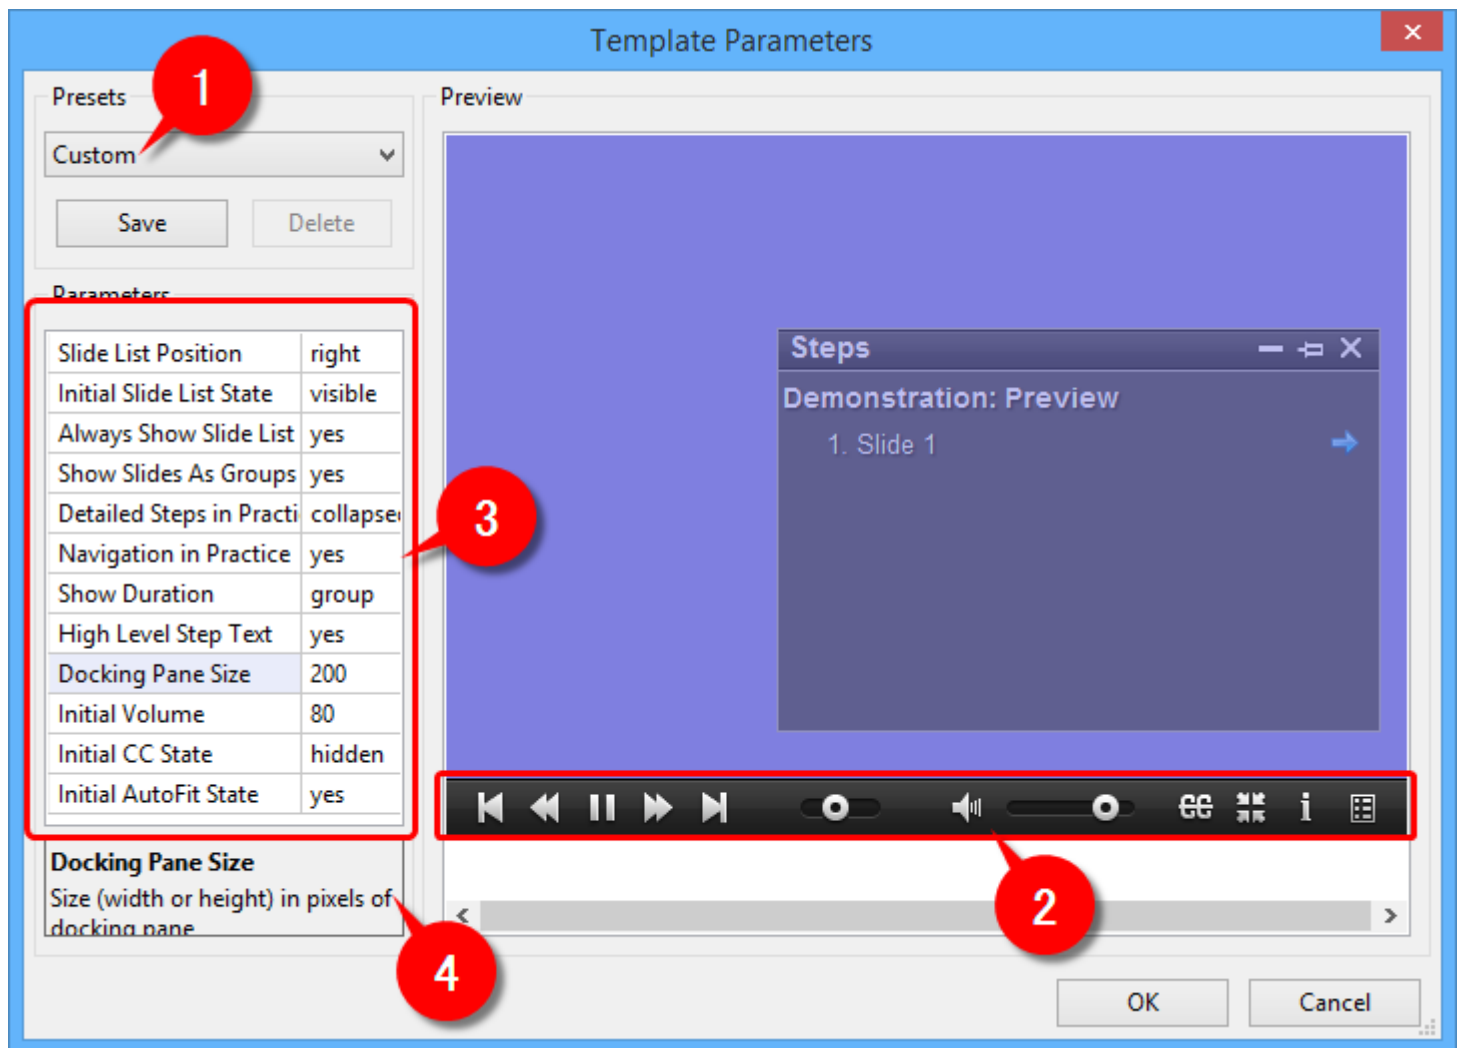 Template Parameters
Presets
1
Custom
Save
Delete
Parameters
Slide List Position right
Initial Slide List State visible
Always Show Slide List yes
Show Slides As Groups yes
Detailed Steps in Practi collapse
Navigation in Practice yes
Show Duration group
High Level Step Text yes
Docking Pane Size 200
Initial Volume 80
Initial CC State hidden
Initial AutoFit State yes
3
Docking Pane Size
Size (width or height) in pixels of
docking pane
4
Preview
Steps
Demonstration: Preview
1. Slide 1
CC
i
2
OK
Cancel